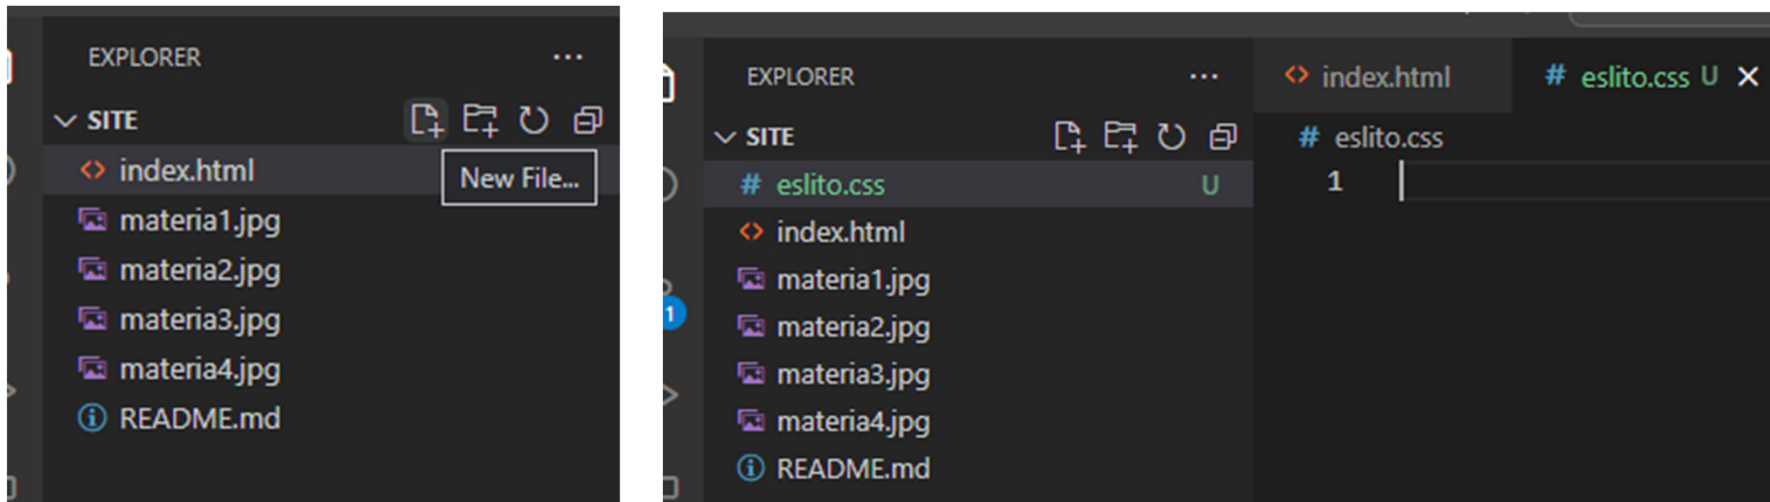 EXPLORER
SITE
index.html
New File...
materia1.jpg
materia2.jpg
materia3.jpg
materia4.jpg
README.md
EXPLORER
SITE
# eslito.css U
index.html
materia1.jpg
materia2.jpg
materia3.jpg
materia4.jpg
README.md
1
index.html # eslito.css U
# eslito.css
1